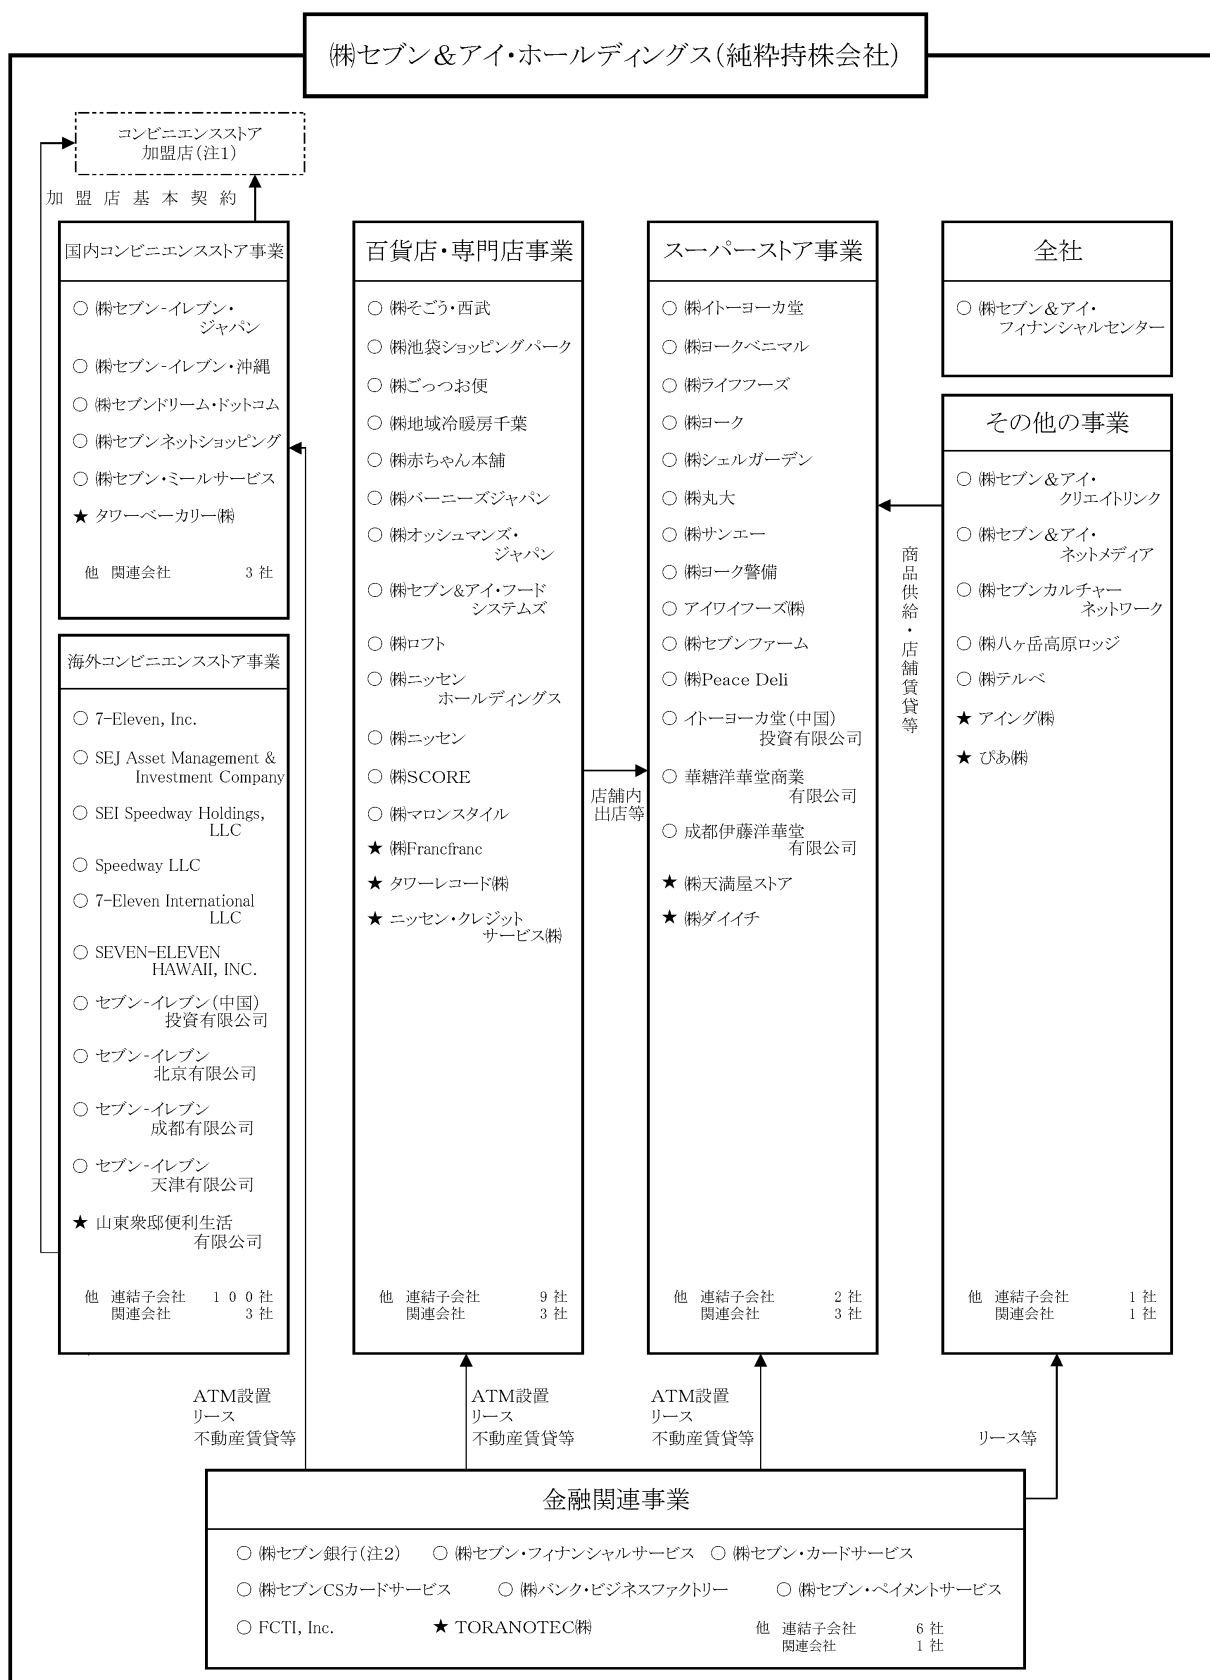 ㈱セブン＆アイ・ホールディングス（純粋持株会社）
コンビニエンスストア
加盟店（注1）
加盟店基本契約
国内コンビニエンスストア事業
○ ㈱セブン‐イレブン・
ジャパン
○ ㈱セブン‐イレブン・沖縄
○ ㈱セブンドリーム・ドットコム
○ ㈱セブンネットショッピング
○ ㈱セブン・ミールサービス
★ タワーベーカリー㈱
他 関連会社 3 社
海外コンビニエンスストア事業
○ 7-Eleven, Inc.
○ SEJ Asset Management &
Investment Company
○ SEI Speedway Holdings,
LLC
○ Speedway LLC
○ 7-Eleven International
LLC
○ SEVEN-ELEVEN
HAWAII, INC.
○ セブン‐イレブン（中国）
投資有限公司
○ セブン‐イレブン
北京有限公司
○ セブン‐イレブン
成都有限公司
○ セブン‐イレブン
天津有限公司
★ 山東衆邸便利生活
有限公司
他 連結子会社 １００社
関連会社 3 社
百貨店・専門店事業
○ ㈱そごう・西武
○ ㈱池袋ショッピングパーク
○ ㈱ごっつお便
○ ㈱地域冷暖房千葉
○ ㈱赤ちゃん本舗
○ ㈱バーニーズジャパン
○ ㈱オッシュマンズ・
ジャパン
○ ㈱セブン&アイ・フード
システムズ
○ ㈱ロフト
○ ㈱ニッセン
ホールディングス
○ ㈱ニッセン
○ ㈱SCORE
○ ㈱マロンスタイル
★ ㈱Francfranc
★ タワーレコード㈱
★ ニッセン・クレジット
サービス㈱
他 連結子会社 9 社
関連会社 3 社
店舗内
出店等
スーパーストア事業
○ ㈱イトーヨーカ堂
○ ㈱ヨークベニマル
○ ㈱ライフフーズ
○ ㈱ヨーク
○ ㈱シェルガーデン
○ ㈱丸大
○ ㈱サンエー
○ ㈱ヨーク警備
○ アイワイフーズ㈱
○ ㈱セブンファーム
○ ㈱Peace Deli
○ イトーヨーカ堂（中国）
投資有限公司
○ 華糖洋華堂商業
有限公司
○ 成都伊藤洋華堂
有限公司
★ ㈱天満屋ストア
★ ㈱ダイイチ
他 連結子会社 2 社
関連会社 3 社
商品供給・店舗賃貸等
全社
○ ㈱セブン＆アイ・
フィナンシャルセンター
その他の事業
○ ㈱セブン＆アイ・
クリエイトリンク
○ ㈱セブン＆アイ・
ネットメディア
○ ㈱セブンカルチャー
ネットワーク
○ ㈱八ヶ岳高原ロッジ
○ ㈱テルベ
★ アイング㈱
★ ぴあ㈱
他 連結子会社 1 社
関連会社 1 社
ATM設置
リース
不動産賃貸等
ATM設置
リース
不動産賃貸等
ATM設置
リース
不動産賃貸等
リース等
金融関連事業
○ ㈱セブン銀行（注2） ○ ㈱セブン・フィナンシャルサービス ○ ㈱セブン・カードサービス
○ ㈱セブンCSカードサービス ○ ㈱バンク・ビジネスファクトリー ○ ㈱セブン・ペイメントサービス
○ FCTI, Inc. ★ TORANOTEC㈱ 他 連結子会社 6 社
関連会社 1 社